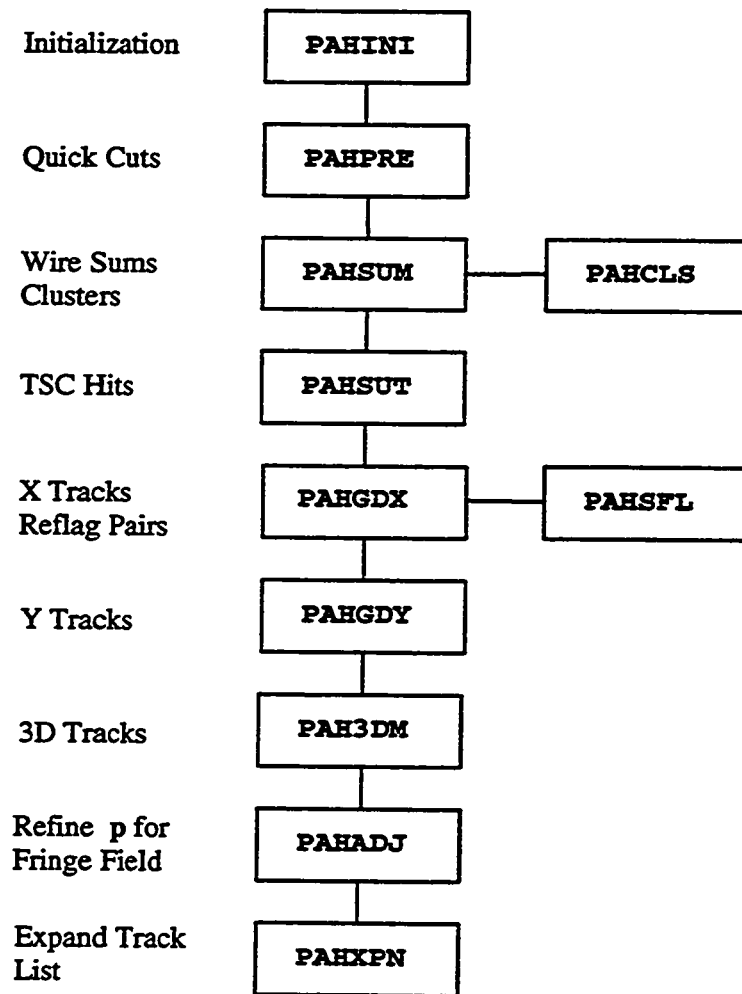 Initialization
PAHINI
Quick Cuts
PAHPRE
Wire Sums
Clusters
PAHSUM
PAHCLS
TSC Hits
PAHSUT
X Tracks
Reflag Pairs
PAHGDX
PAHSFL
Y Tracks
PAHGDY
3D Tracks
PAH3DM
Refine p for
Fringe Field
PAHADJ
Expand Track
List
PAHXPN